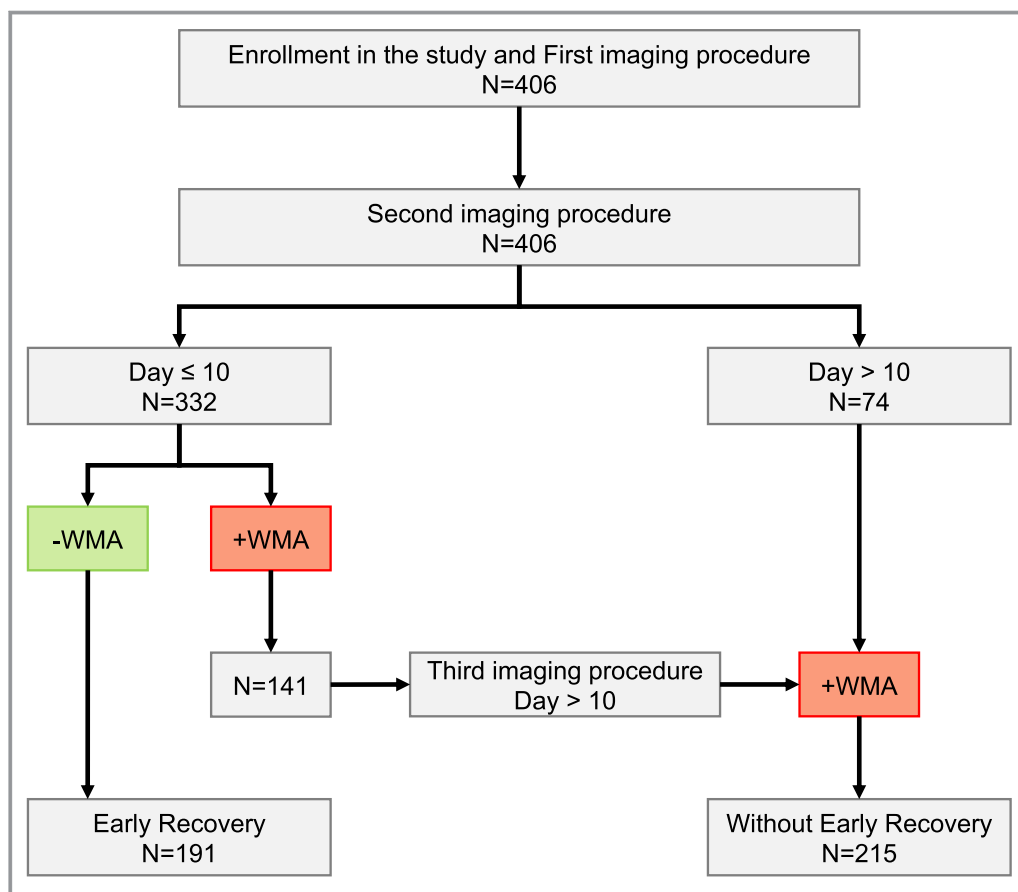 Enrollment in the study and First imaging procedure
N=406
Second imaging procedure
N=406
Day ≤ 10
N=332
Day > 10
N=74
-WMA
+WMA
N=141
Third imaging procedure
Day > 10
+WMA
Early Recovery
N=191
Without Early Recovery
N=215